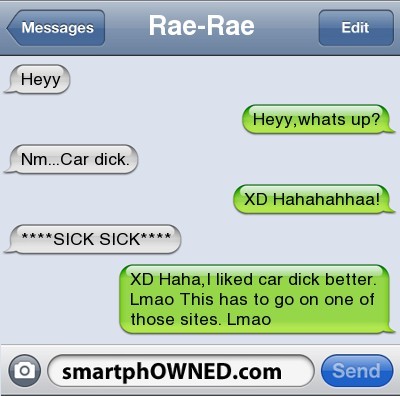 Messages
Rae-Rae
Edit
Heyy
Heyy,whats up?
Nm...Car dick.
XD Hahahahhaa!
****SICK SICK****
XD Haha,I liked car dick better.
Lmao This has to go on one of
those sites. Lmao
smartphOWNED.com
Send